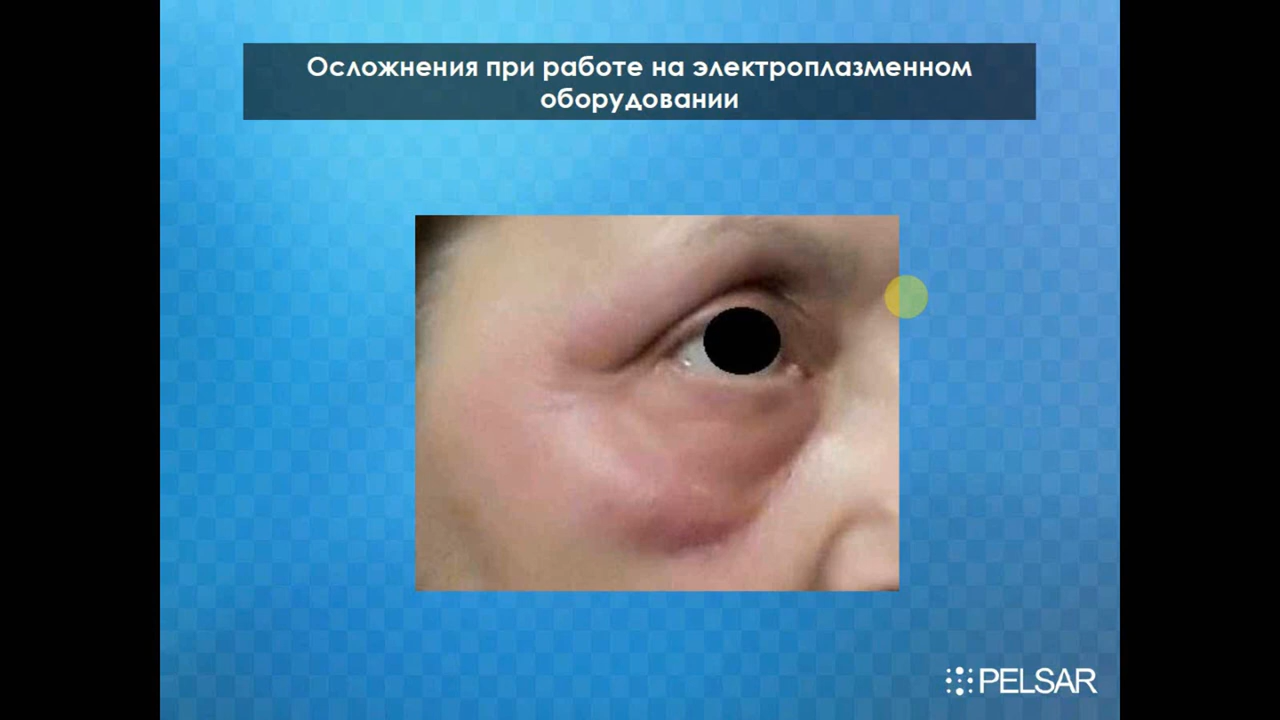 Осложнения при работе на электроплазменном
оборудовании
PELSAR